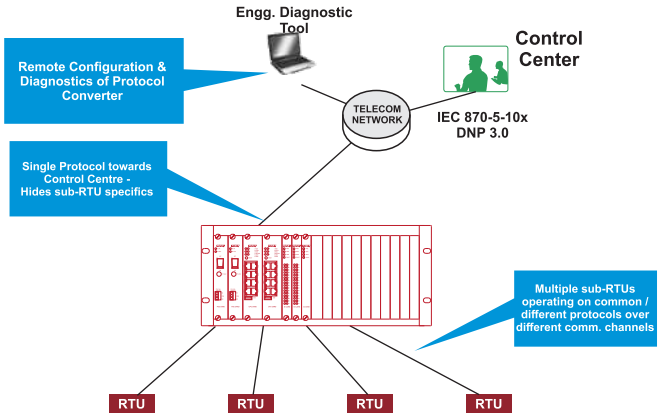 Engg. Diagnostic
Tool
Control
Center
Remote Configuration &
Diagnostics of Protocol
Converter
TELECOM
NETWORK
IEC 870-5-10x
DNP 3.0
Single Protocol towards
Control Centre -
Hides sub-RTU specifics
Multiple sub-RTUs
operating on common /
different protocols over
different comm. channels
RTU
RTU
RTU
RTU